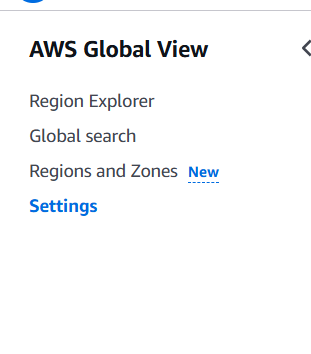 AWS Global View
Region Explorer
Global search
Regions and Zones New
Settings